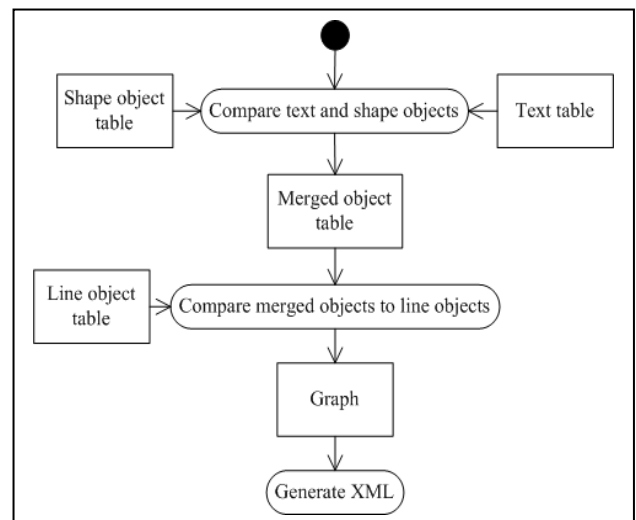 Shape object
table
Compare text and shape objects
Text table
Merged object
table
Line object
table
Compare merged objects to line objects
Graph
Generate XML